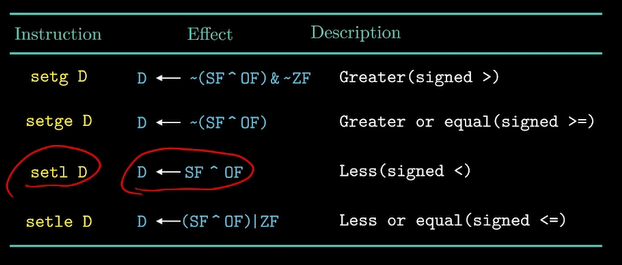 Instruction Effect Description
setg D D ← ~(SF ^ OF) & ~ZF Greater(signed >)
setge D D ← ~(SF ^ OF) Greater or equal(signed >=)
setl D D ← SF ^ OF Less(signed <)
setle D D ← (SF ^ OF)|ZF Less or equal(signed <=)